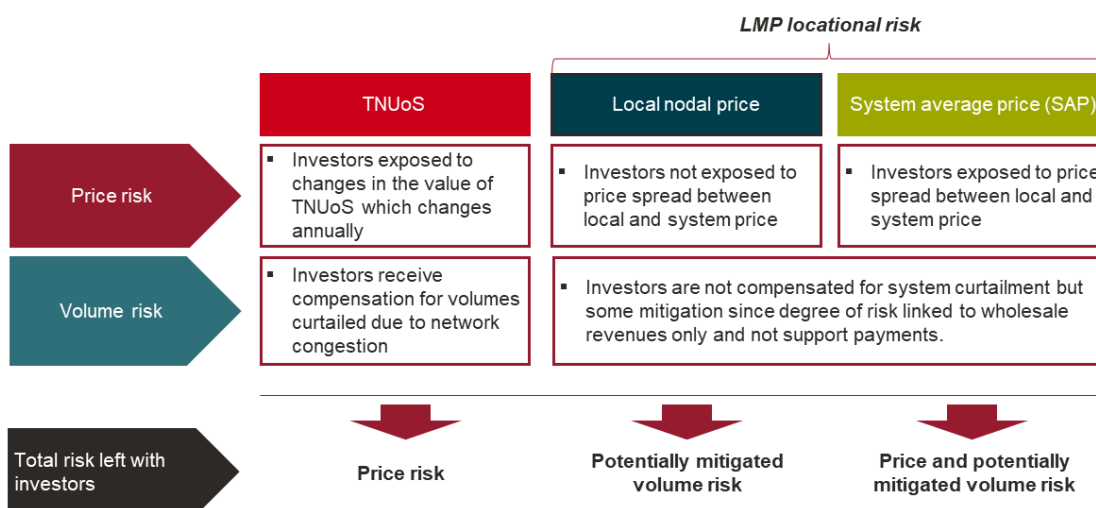 LMP locational risk
TNUoS
Local nodal price
System average price (SAP)
Price risk
▪ Investors exposed to
changes in the value of
TNUoS which changes
annually
▪ Investors not exposed to
price spread between
local and system price
▪ Investors exposed to price
spread between local and
system price
Volume risk
▪ Investors receive
compensation for volumes
curtailed due to network
congestion
▪ Investors are not compensated for system curtailment but
some mitigation since degree of risk linked to wholesale
revenues only and not support payments.
Total risk left with
investors
Price risk
Potentially mitigated
volume risk
Price and potentially
mitigated volume risk